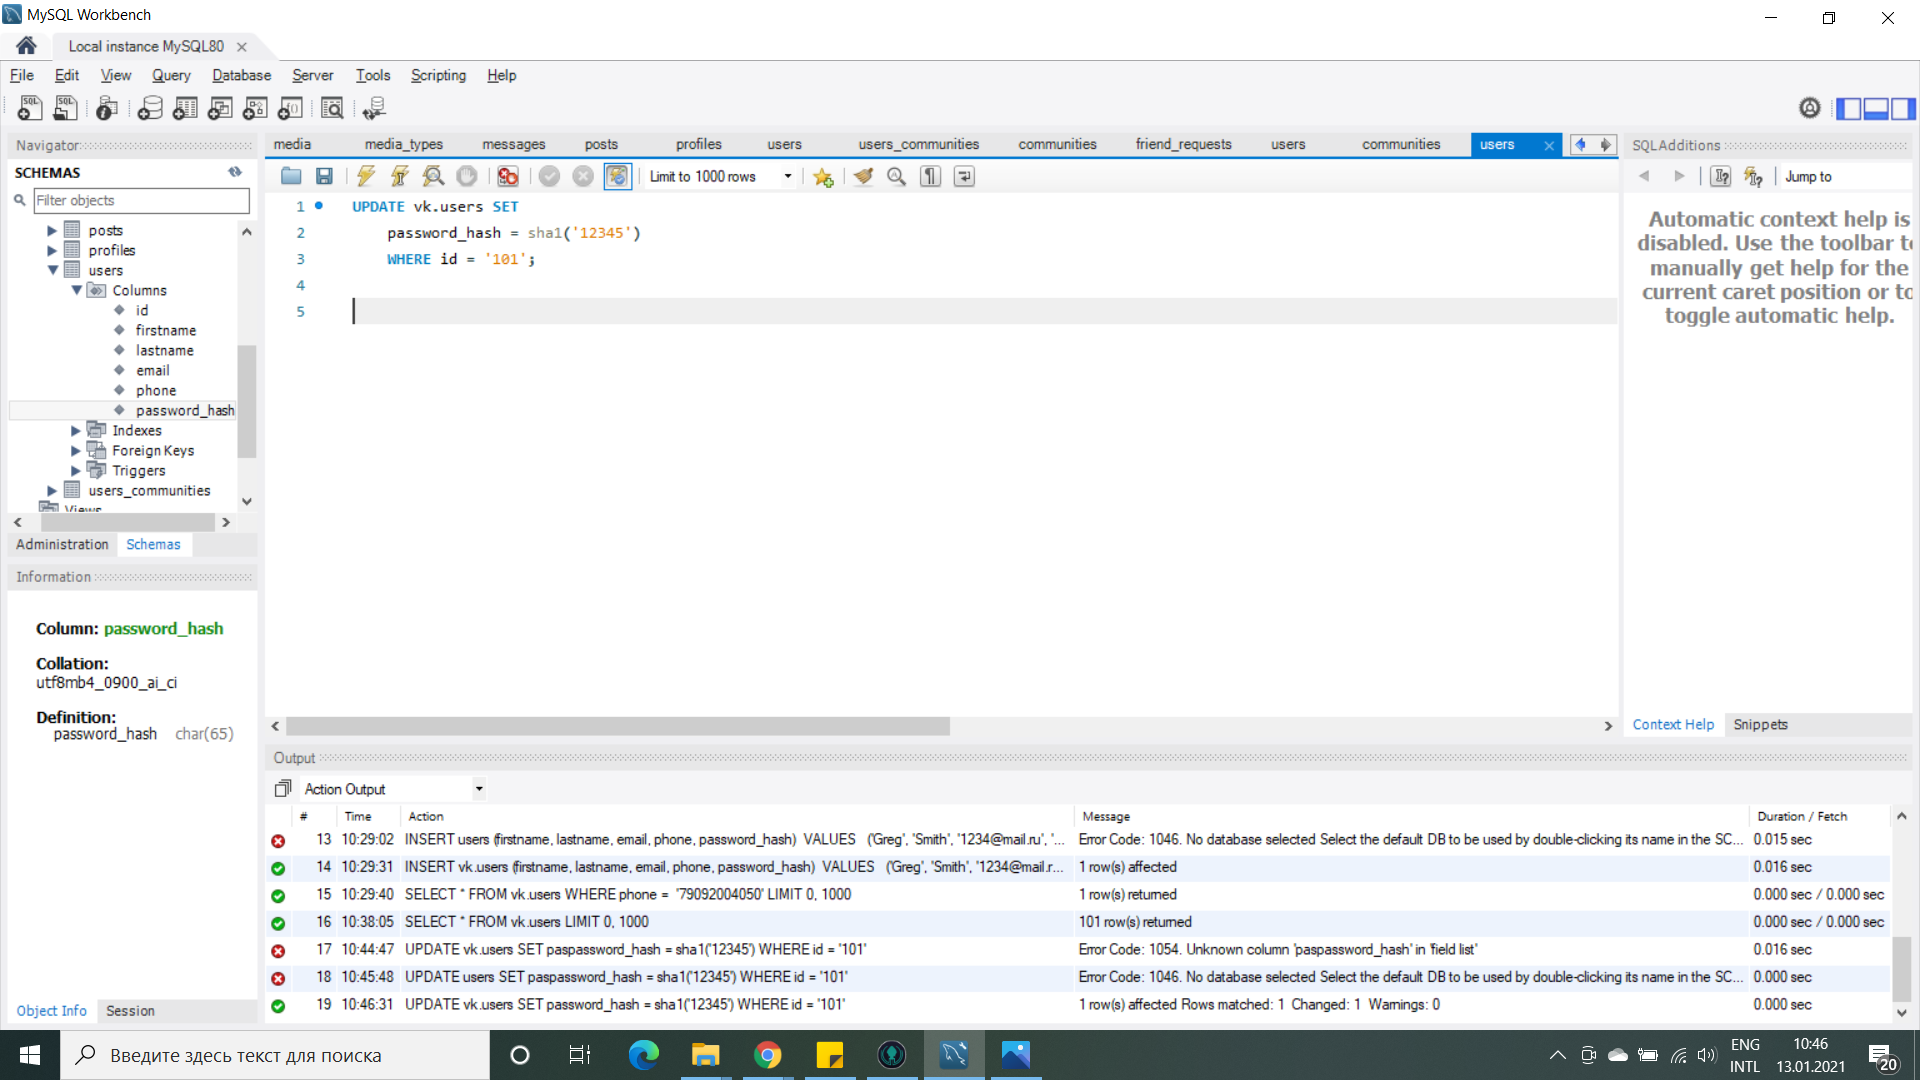 MySQL Workbench
Local instance MySQL80
File Edit View Query Database Server Tools Scripting Help
Navigator
SCHEMAS
Filter objects
posts
profiles
users
Columns
id
firstname
lastname
email
phone
password_hash
Indexes
Foreign Keys
Triggers
users_communities
Views
Administration Schemas
Information
Column: password_hash
Collation:
utf8mb4_0900_ai_ci
Definition:
password_hash char(65)
Object Info Session
media media_types messages posts profiles users users_communities communities friend_requests users communities users
Limit to 1000 rows
1 UPDATE vk.users SET
2 password_hash = sha1('12345')
3 WHERE id = '101';
4
5
SQLAdditions
Jump to
Automatic context help is
disabled. Use the toolbar to
manually get help for the
current caret position or to
toggle automatic help.
Context Help Snippets
Output
Action Output
# Time Action Message Duration / Fetch
13 10:29:02 INSERT users (firstname, lastname, email, phone, password_hash) VALUES ('Greg', 'Smith', '1234@mail.ru', '... Error Code: 1046. No database selected Select the default DB to be used by double-clicking its name in the SC... 0.015 sec
14 10:29:31 INSERT vk.users (firstname, lastname, email, phone, password_hash) VALUES ('Greg', 'Smith', '1234@mail.r... 1 row(s) affected 0.016 sec
15 10:29:40 SELECT * FROM vk.users WHERE phone = '79092004050' LIMIT 0, 1000 1 row(s) returned 0.000 sec / 0.000 sec
16 10:38:05 SELECT * FROM vk.users LIMIT 0, 1000 101 row(s) returned 0.000 sec / 0.000 sec
17 10:44:47 UPDATE vk.users SET paspassword_hash = sha1('12345') WHERE id = '101' Error Code: 1054. Unknown column 'paspassword_hash' in 'field list' 0.016 sec
18 10:45:48 UPDATE users SET paspassword_hash = sha1('12345') WHERE id = '101' Error Code: 1046. No database selected Select the default DB to be used by double-clicking its name in the SC... 0.000 sec
19 10:46:31 UPDATE vk.users SET password_hash = sha1('12345') WHERE id = '101' 1 row(s) affected Rows matched: 1 Changed: 1 Warnings: 0 0.000 sec
Введите здесь текст для поиска
ENG
INTL
10:46
13.01.2021
20